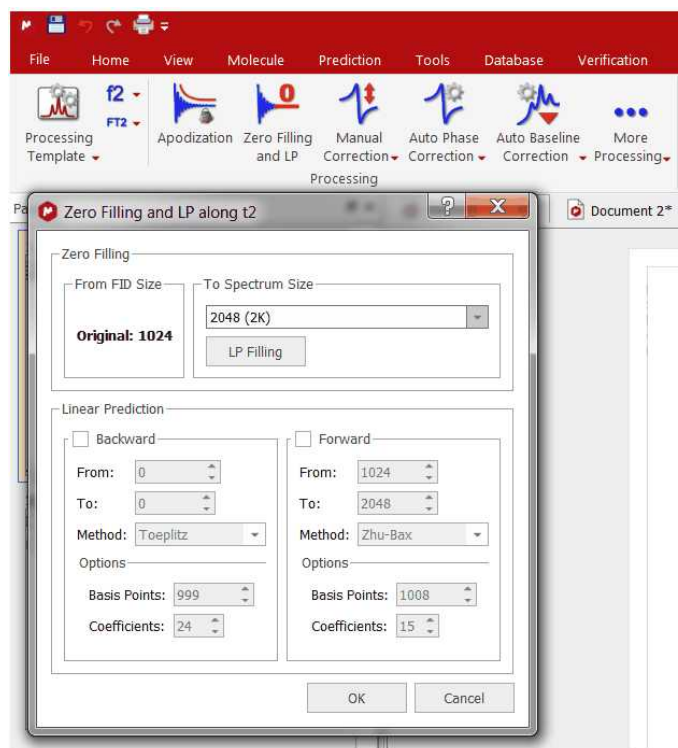 File Home View Molecule Prediction Tools Database Verification
f2
FT2
Processing Template
Apodization
Zero Filling and LP
Manual Correction
Auto Phase Correction
Auto Baseline Correction
More Processing
Processing
Pa
Zero Filling and LP along t2
Document 2*
Zero Filling
From FID Size
To Spectrum Size
Original: 1024
2048 (2K)
LP Filling
Linear Prediction
Backward
Forward
From: 0
From: 1024
To: 0
To: 2048
Method: Toeplitz
Method: Zhu-Bax
Options
Options
Basis Points: 999
Basis Points: 1008
Coefficients: 24
Coefficients: 15
OK
Cancel